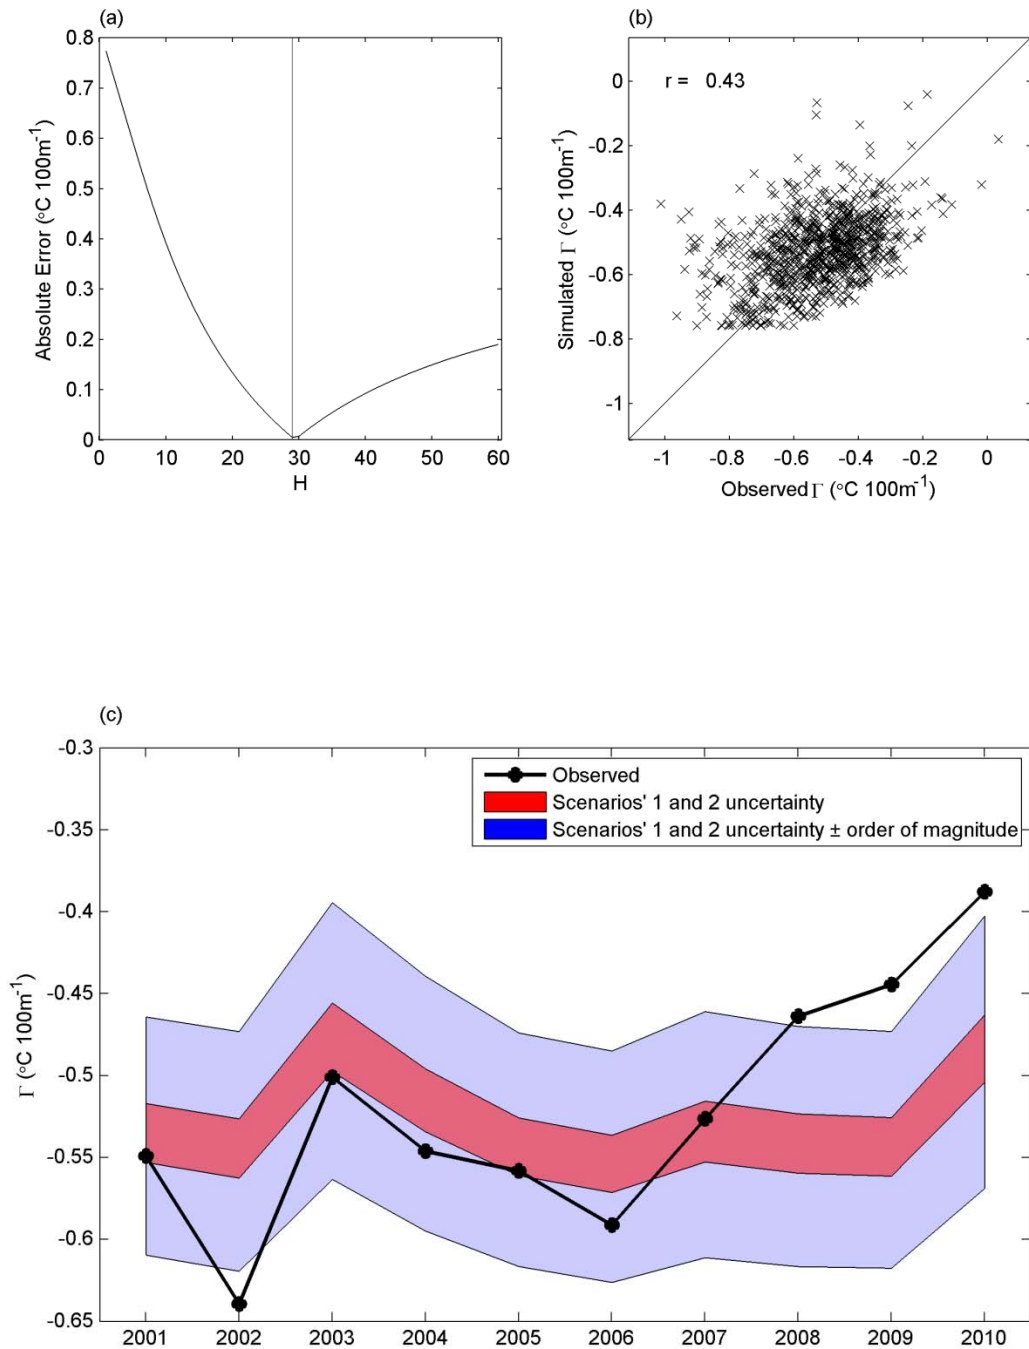 (a)
0.8
0.7
0.6
0.5
0.4
0.3
0.2
0.1
0
Absolute Error (°C 100m⁻¹)
0 10 20 30 40 50 60
H
(b)
r = 0.43
0
-0.2
-0.4
-0.6
-0.8
-1
Simulated Γ (°C 100m⁻¹)
-1 -0.8 -0.6 -0.4 -0.2 0
Observed Γ (°C 100m⁻¹)
(c)
-0.3
-0.35
-0.4
-0.45
-0.5
-0.55
-0.6
-0.65
Γ (°C 100m⁻¹)
Observed
Scenarios' 1 and 2 uncertainty
Scenarios' 1 and 2 uncertainty ± order of magnitude
2001 2002 2003 2004 2005 2006 2007 2008 2009 2010